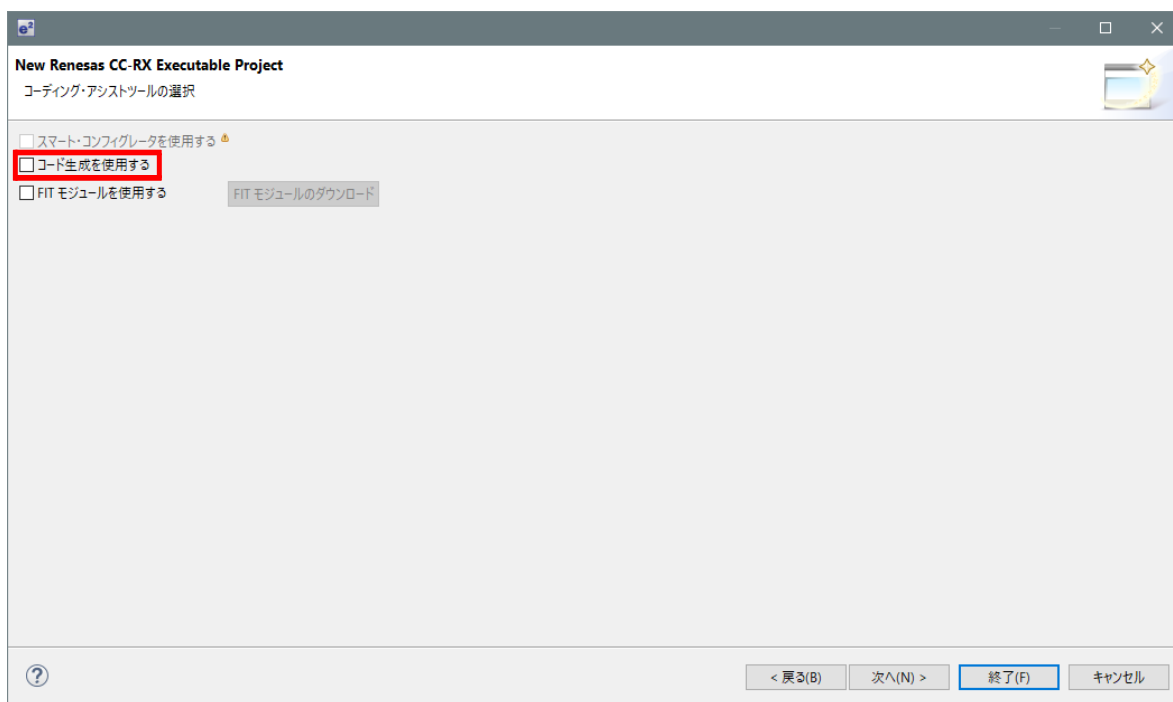 e²
New Renesas CC-RX Executable Project
コーディング・アシストツールの選択
スマート・コンフィグレータを使用する
コード生成を使用する
FIT モジュールを使用する FIT モジュールのダウンロード
?
< 戻る(B) 次へ(N) > 終了(F) キャンセル